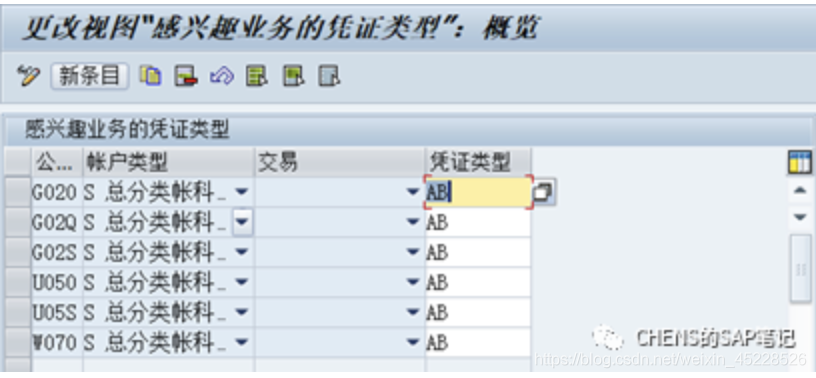 更改视图“感兴趣业务的凭证类型”: 概览
新条目
感兴趣业务的凭证类型
公... 帐户类型 交易 凭证类型
G020 S 总分类帐科… AB
G02Q S 总分类帐科… AB
G02S S 总分类帐科… AB
U050 S 总分类帐科… AB
U05S S 总分类帐科… AB
W070 S 总分类帐科… AB
CHENS的SAP笔记
https://blog.csdn.net/weixin_45228526